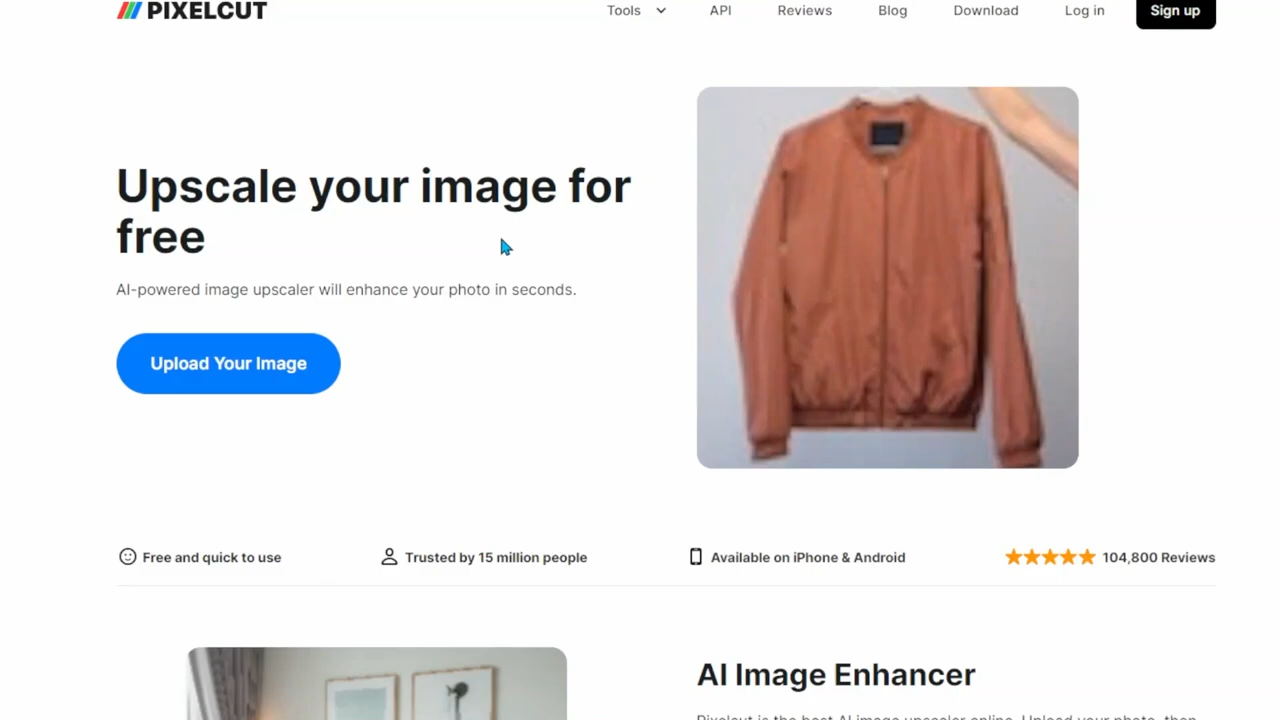 PIXELCUT
Tools
API
Reviews
Blog
Download
Log in
Sign up
Upscale your image for
free
AI-powered image upscaler will enhance your photo in seconds.
Upload Your Image
Free and quick to use
Trusted by 15 million people
Available on iPhone & Android
104,800 Reviews
AI Image Enhancer
Pixelcut is the best AI image upscaler online. Upload your photo, then